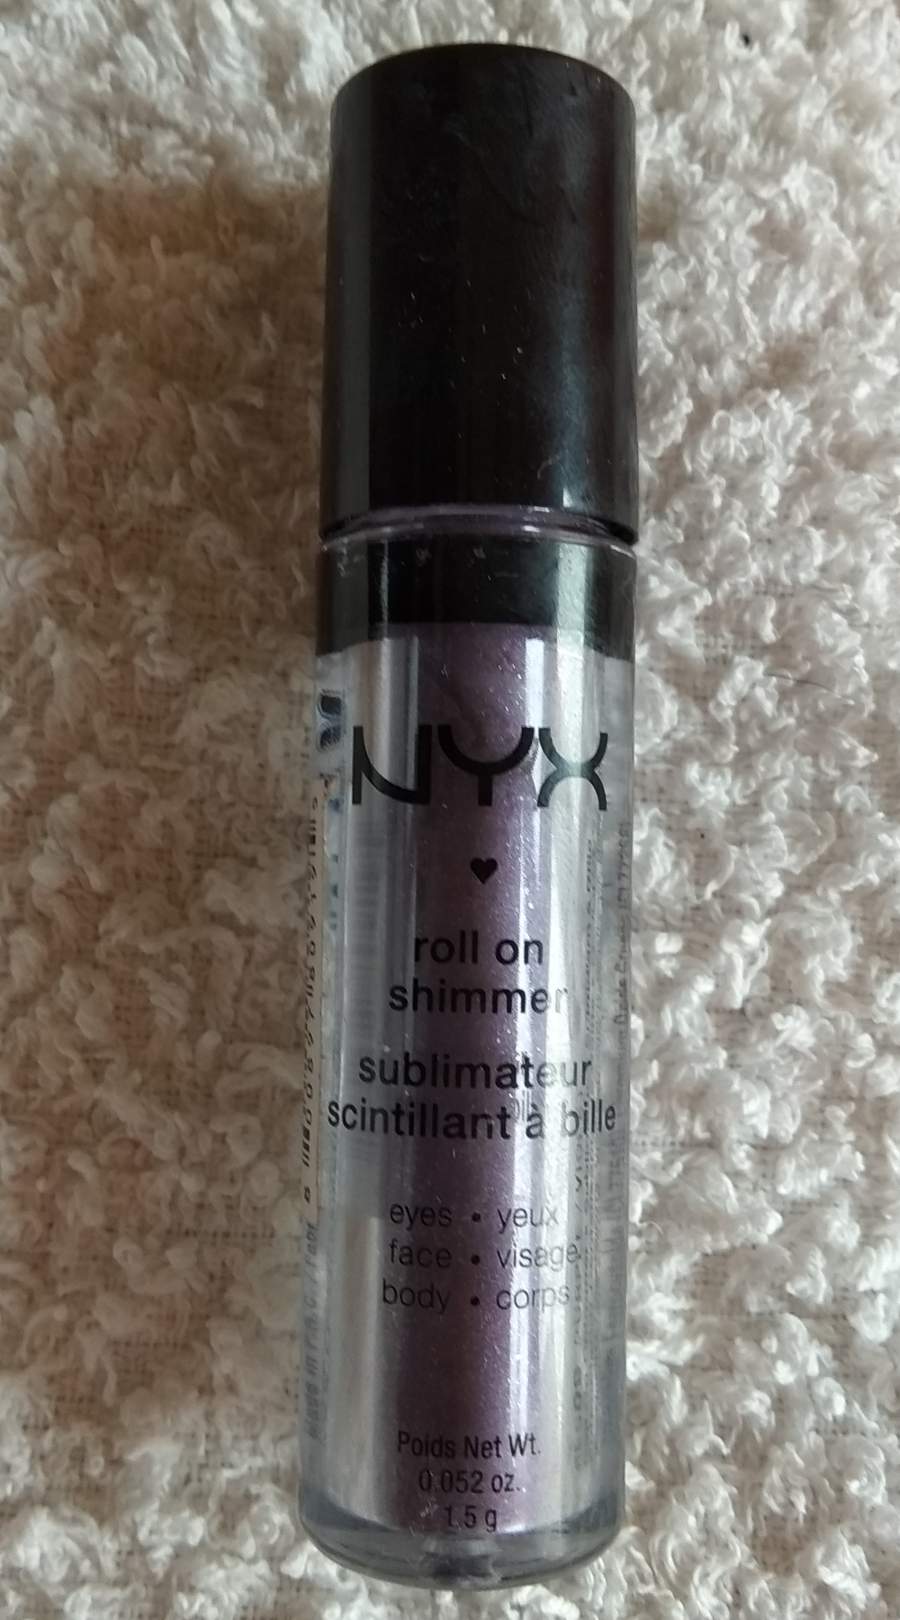 NYX
roll on
shimmer
sublimateur
scintillant à bille
eyes • yeux
face • visage
body • corps
Poids Net Wt.
0.052 oz.
1.5 g